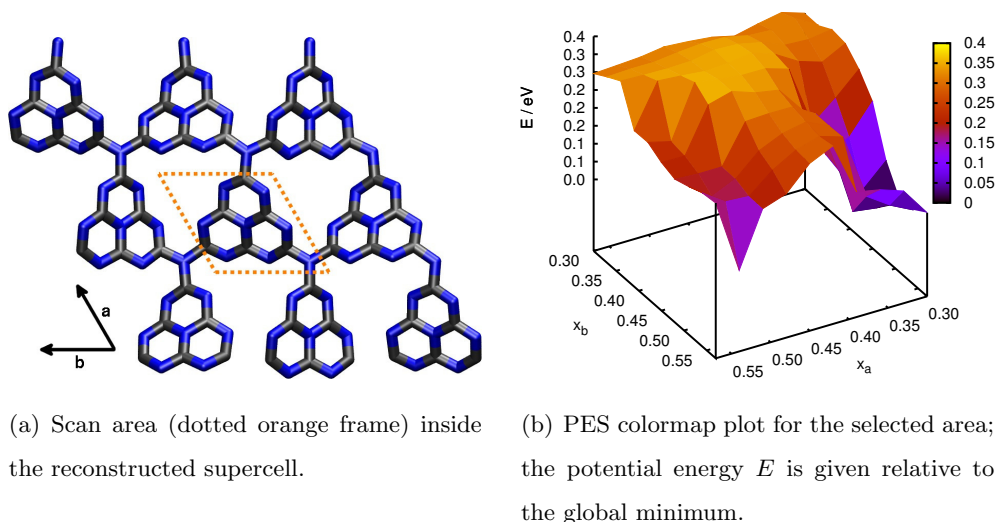 a
b
E / eV
0.4
0.3
0.3
0.2
0.2
0.1
0.1
0.0
0.30
0.35
0.40
0.45
0.50
0.55
x_b
0.55
0.50
0.45
0.40
0.35
0.30
x_a
0.4
0.35
0.3
0.25
0.2
0.15
0.1
0.05
0
(a) Scan area (dotted orange frame) inside
the reconstructed supercell.
(b) PES colormap plot for the selected area;
the potential energy E is given relative to
the global minimum.